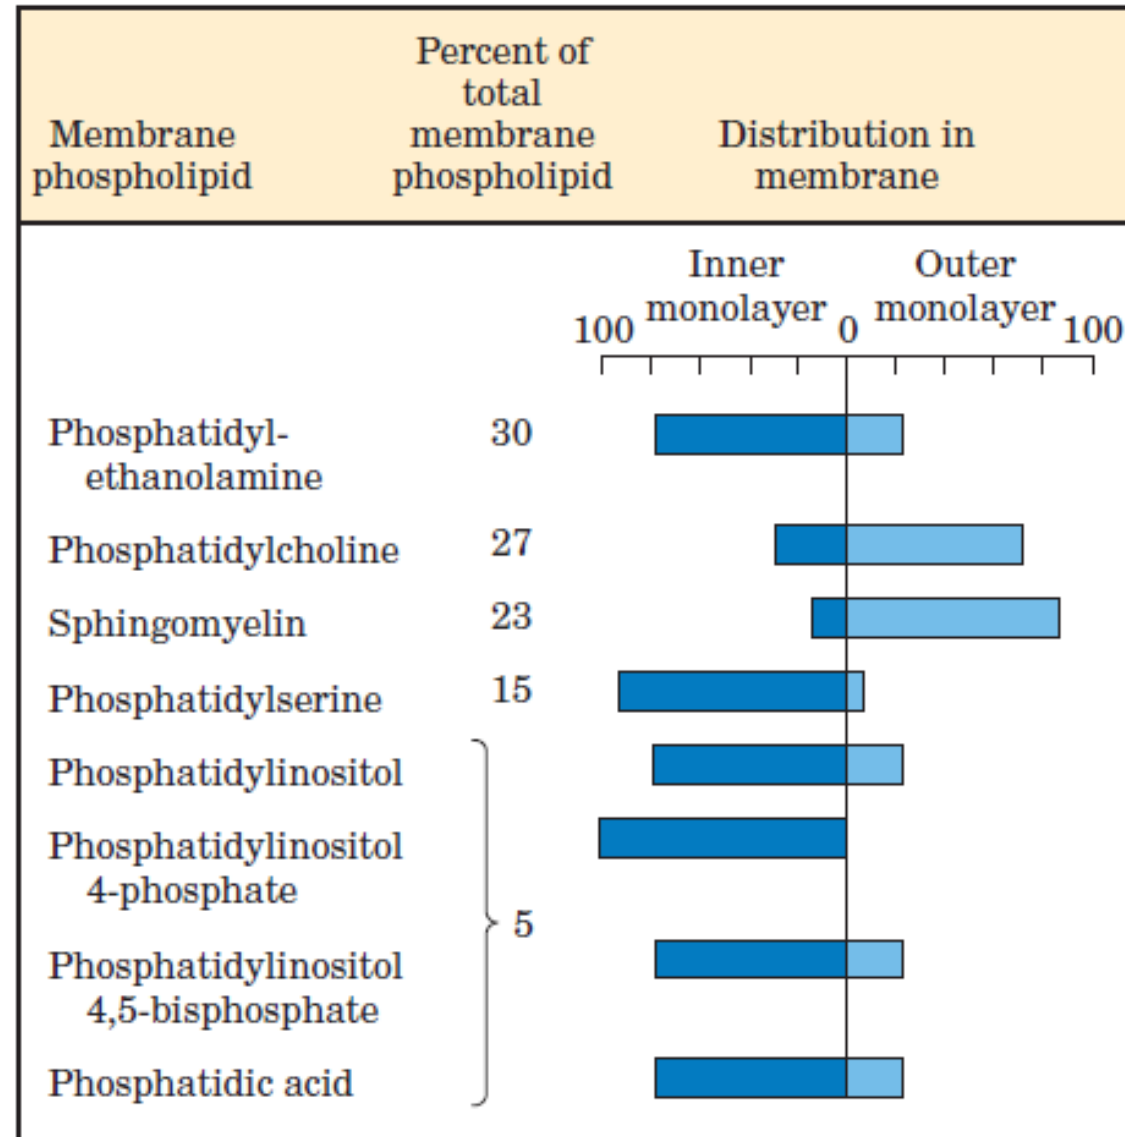 Membrane
phospholipid
Percent of
total
membrane
phospholipid
Distribution in
membrane
Inner
monolayer
Outer
monolayer
100
0
100
Phosphatidyl-
ethanolamine
30
Phosphatidylcholine
27
Sphingomyelin
23
Phosphatidylserine
15
Phosphatidylinositol
Phosphatidylinositol
4-phosphate
5
Phosphatidylinositol
4,5-bisphosphate
Phosphatidic acid